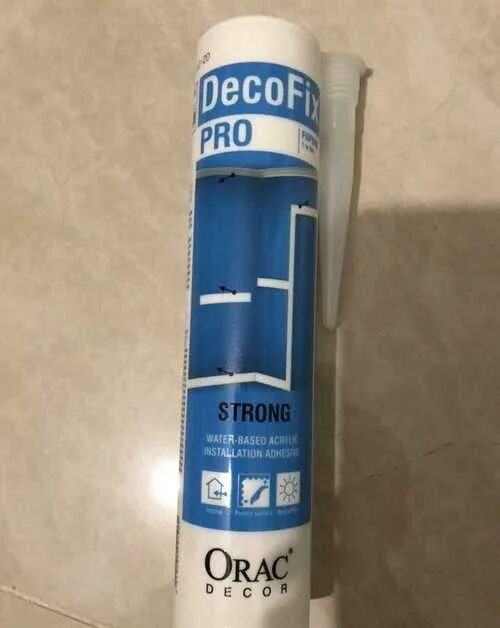 DecoFix
PRO
STRONG
WATER-BASED ACRYLIC
INSTALLATION ADHESIVE
ORAC®
DECOR